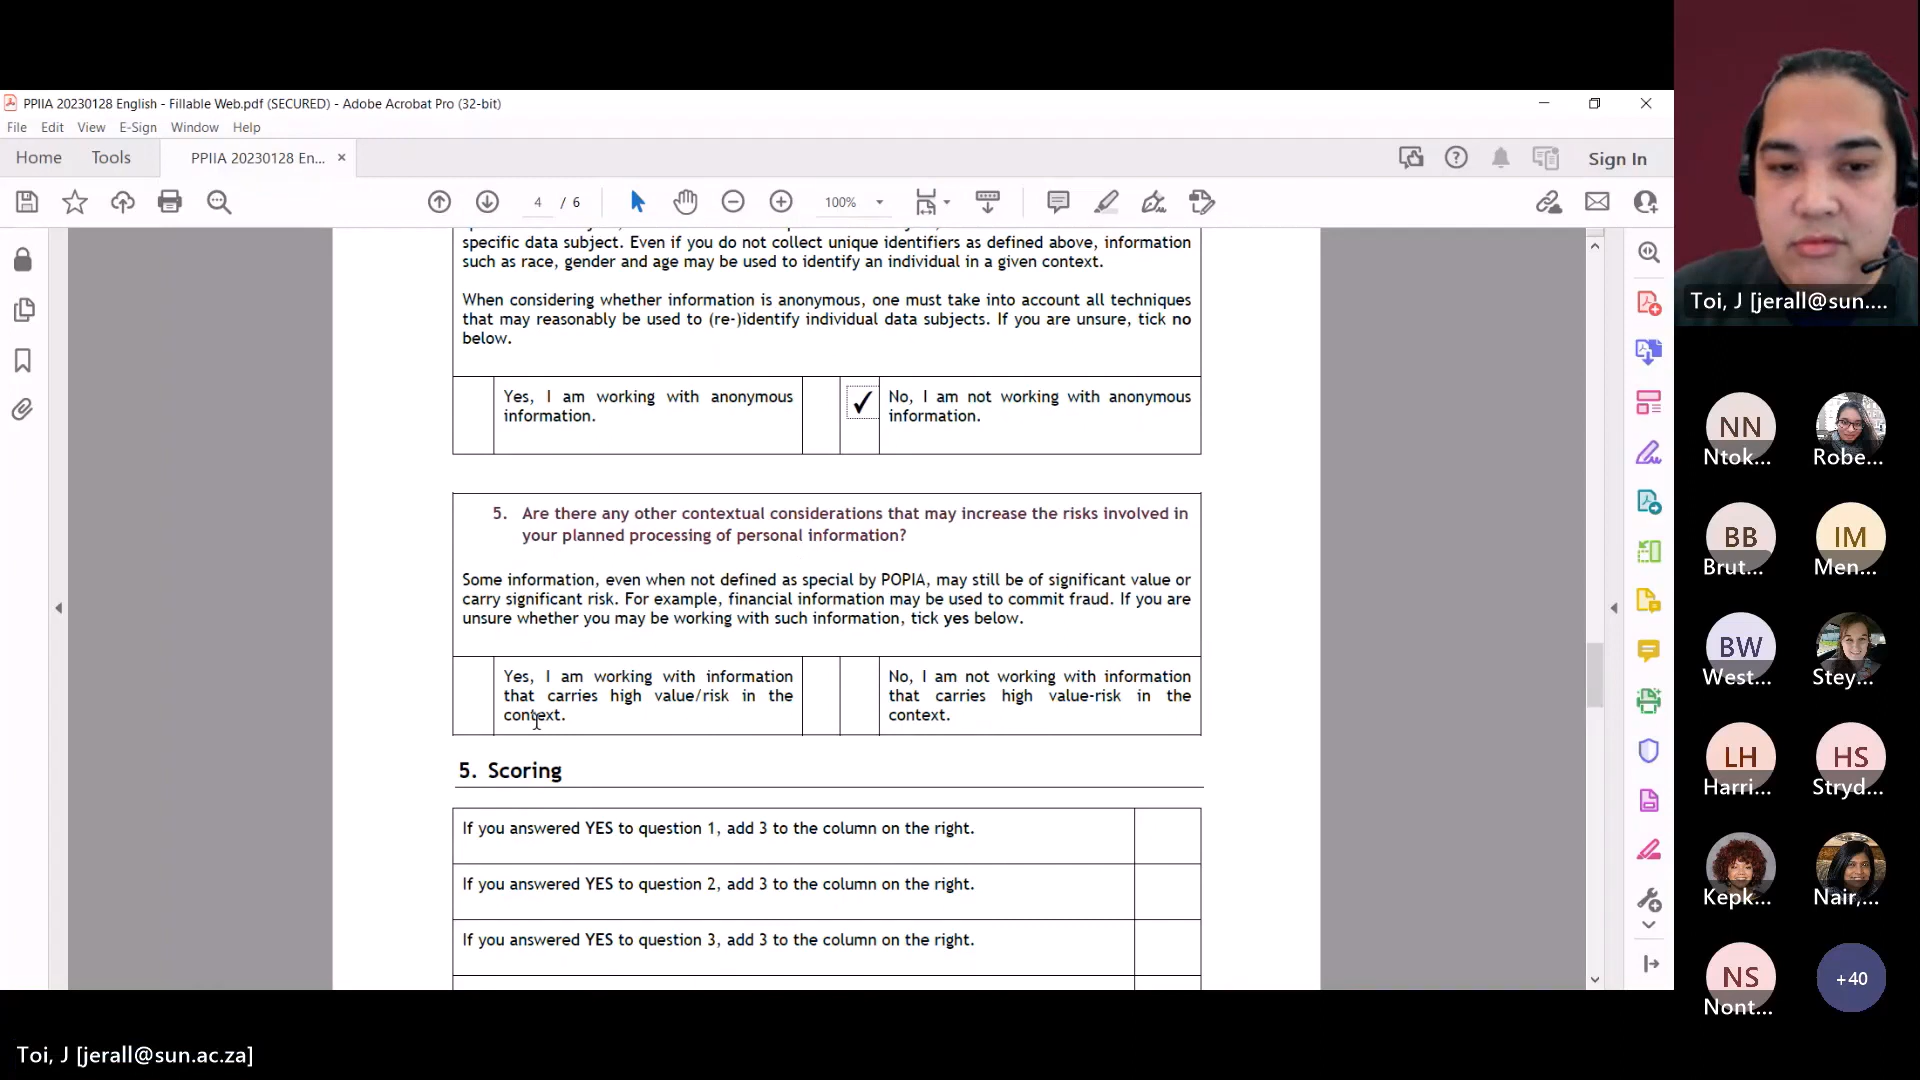 PPIIA 20230128 English - Fillable Web.pdf (SECURED) - Adobe Acrobat Pro (32-bit)
File Edit View E-Sign Window Help
Home Tools PPIIA 20230128 En... × Sign In
4 / 6 100%
specific data subject. Even if you do not collect unique identifiers as defined above, information
such as race, gender and age may be used to identify an individual in a given context.
When considering whether information is anonymous, one must take into account all techniques
that may reasonably be used to (re-)identify individual data subjects. If you are unsure, tick no
below.
Yes, I am working with anonymous
information.
No, I am not working with anonymous
information.
5. Are there any other contextual considerations that may increase the risks involved in
your planned processing of personal information?
Some information, even when not defined as special by POPIA, may still be of significant value or
carry significant risk. For example, financial information may be used to commit fraud. If you are
unsure whether you may be working with such information, tick yes below.
Yes, I am working with information
that carries high value/risk in the
context.
No, I am not working with information
that carries high value-risk in the
context.
5. Scoring
If you answered YES to question 1, add 3 to the column on the right.
If you answered YES to question 2, add 3 to the column on the right.
If you answered YES to question 3, add 3 to the column on the right.
Toi, J [jerall@sun....
NN
Ntok... Robe...
BB IM
Brut... Men...
BW
West... Stey...
LH HS
Harri... Stryd...
Kepk... Nair,...
NS +40
Nont...
Toi, J [jerall@sun.ac.za]